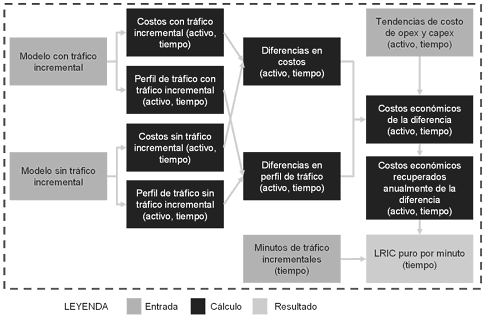 Modelo con tráfico
incremental
Modelo sin tráfico
incremental
Costos con tráfico
incremental (activo,
tiempo)
Perfil de tráfico con
tráfico incremental
(activo, tiempo)
Costos sin tráfico
incremental (activo,
tiempo)
Perfil de tráfico sin
tráfico incremental
(activo, tiempo)
Diferencias en
costos
(activo, tiempo)
Diferencias en
perfil de tráfico
(activo, tiempo)
Minutos de tráfico
incrementales
(tiempo)
Tendencias de costo
de opex y capex
(activo, tiempo)
Costos económicos
de la diferencia
(activo, tiempo)
Costos económicos
recuperados
anualmente de la
diferencia
(activo, tiempo)
LRIC puro por minuto
(tiempo)
LEYENDA
Entrada
Cálculo
Resultado